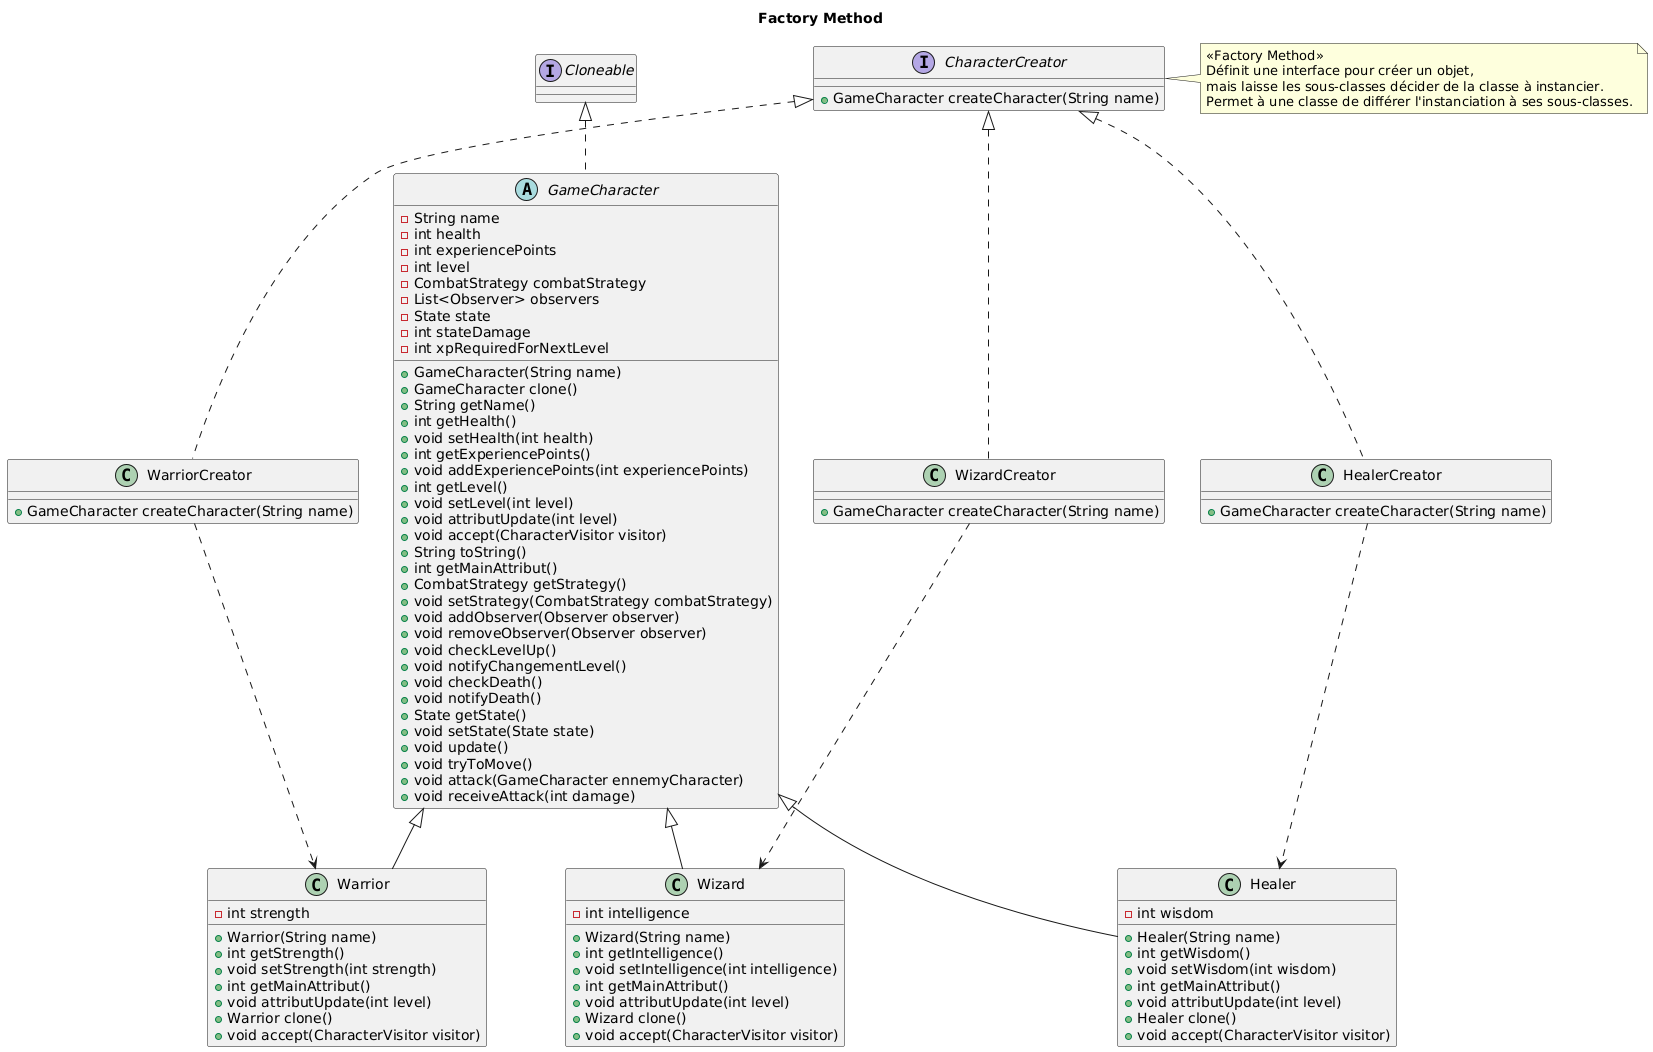 Factory Method
I Cloneable
I CharacterCreator
GameCharacter createCharacter(String name)
«Factory Method»
Définit une interface pour créer un objet,
mais laisse les sous-classes décider de la classe à instancier.
Permet à une classe de différer l'instanciation à ses sous-classes.
A GameCharacter
String name
int health
int experiencePoints
int level
CombatStrategy combatStrategy
List<Observer> observers
State state
int stateDamage
int xpRequiredForNextLevel
GameCharacter(String name)
GameCharacter clone()
String getName()
int getHealth()
void setHealth(int health)
int getExperiencePoints()
void addExperiencePoints(int experiencePoints)
int getLevel()
void setLevel(int level)
void attributUpdate(int level)
void accept(CharacterVisitor visitor)
String toString()
int getMainAttribut()
CombatStrategy getStrategy()
void setStrategy(CombatStrategy combatStrategy)
void addObserver(Observer observer)
void removeObserver(Observer observer)
void checkLevelUp()
void notifyChangementLevel()
void checkDeath()
void notifyDeath()
State getState()
void setState(State state)
void update()
void tryToMove()
void attack(GameCharacter ennemyCharacter)
void receiveAttack(int damage)
C WarriorCreator
GameCharacter createCharacter(String name)
C WizardCreator
GameCharacter createCharacter(String name)
C HealerCreator
GameCharacter createCharacter(String name)
C Warrior
int strength
Warrior(String name)
int getStrength()
void setStrength(int strength)
int getMainAttribut()
void attributUpdate(int level)
Warrior clone()
void accept(CharacterVisitor visitor)
C Wizard
int intelligence
Wizard(String name)
int getIntelligence()
void setIntelligence(int intelligence)
int getMainAttribut()
void attributUpdate(int level)
Wizard clone()
void accept(CharacterVisitor visitor)
C Healer
int wisdom
Healer(String name)
int getWisdom()
void setWisdom(int wisdom)
int getMainAttribut()
void attributUpdate(int level)
Healer clone()
void accept(CharacterVisitor visitor)